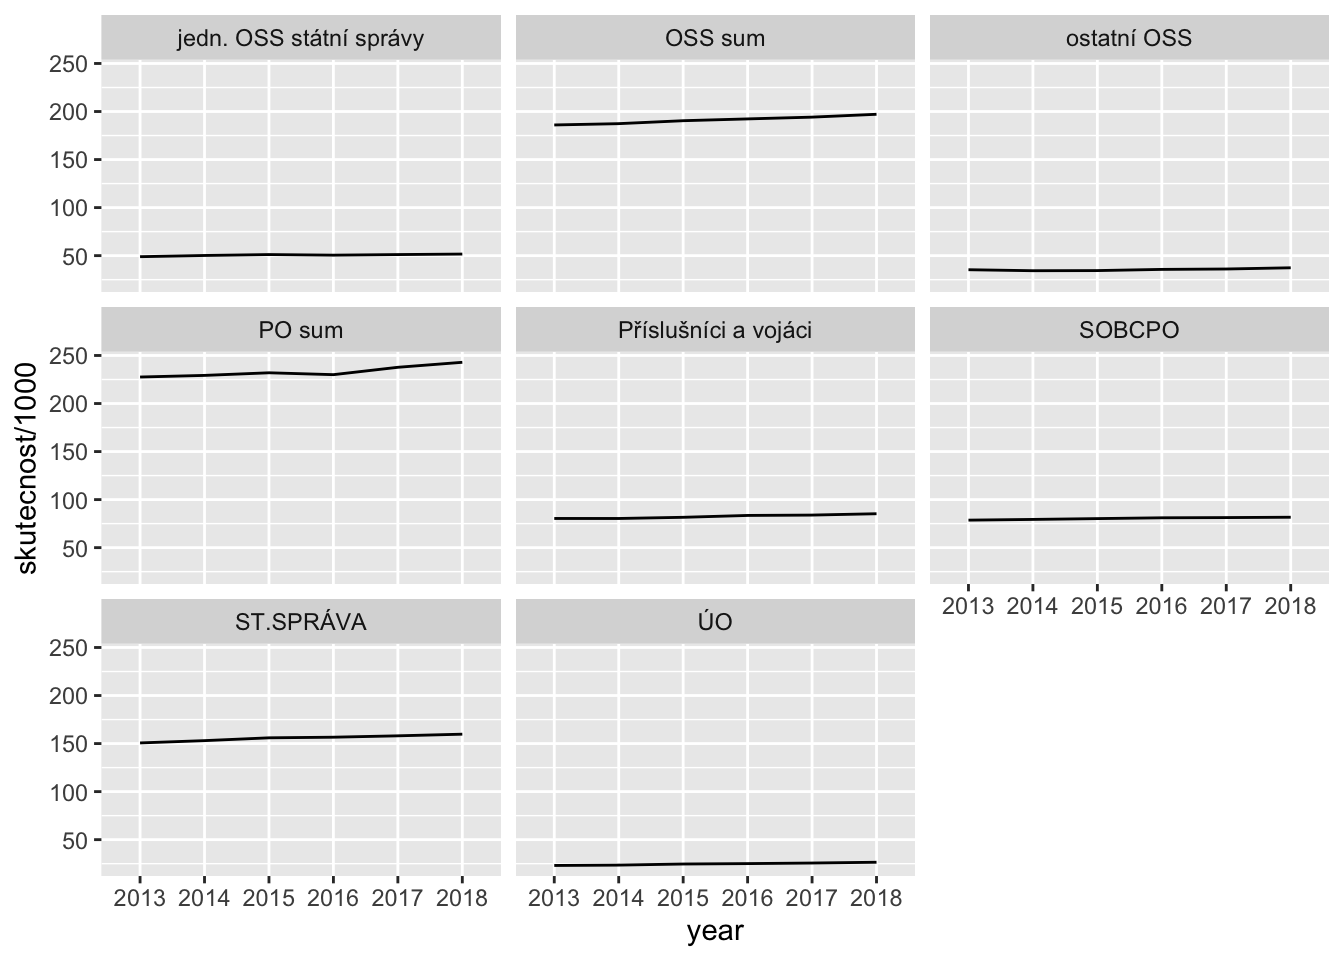 jedn. OSS státní správy
OSS sum
ostatní OSS
250
200
150
100
50
PO sum
Příslušníci a vojáci
SOBCPO
250
200
150
100
50
2013 2014 2015 2016 2017 2018
ST.SPRÁVA
ÚO
250
200
150
100
50
2013 2014 2015 2016 2017 2018
2013 2014 2015 2016 2017 2018
year
skutecnost/1000